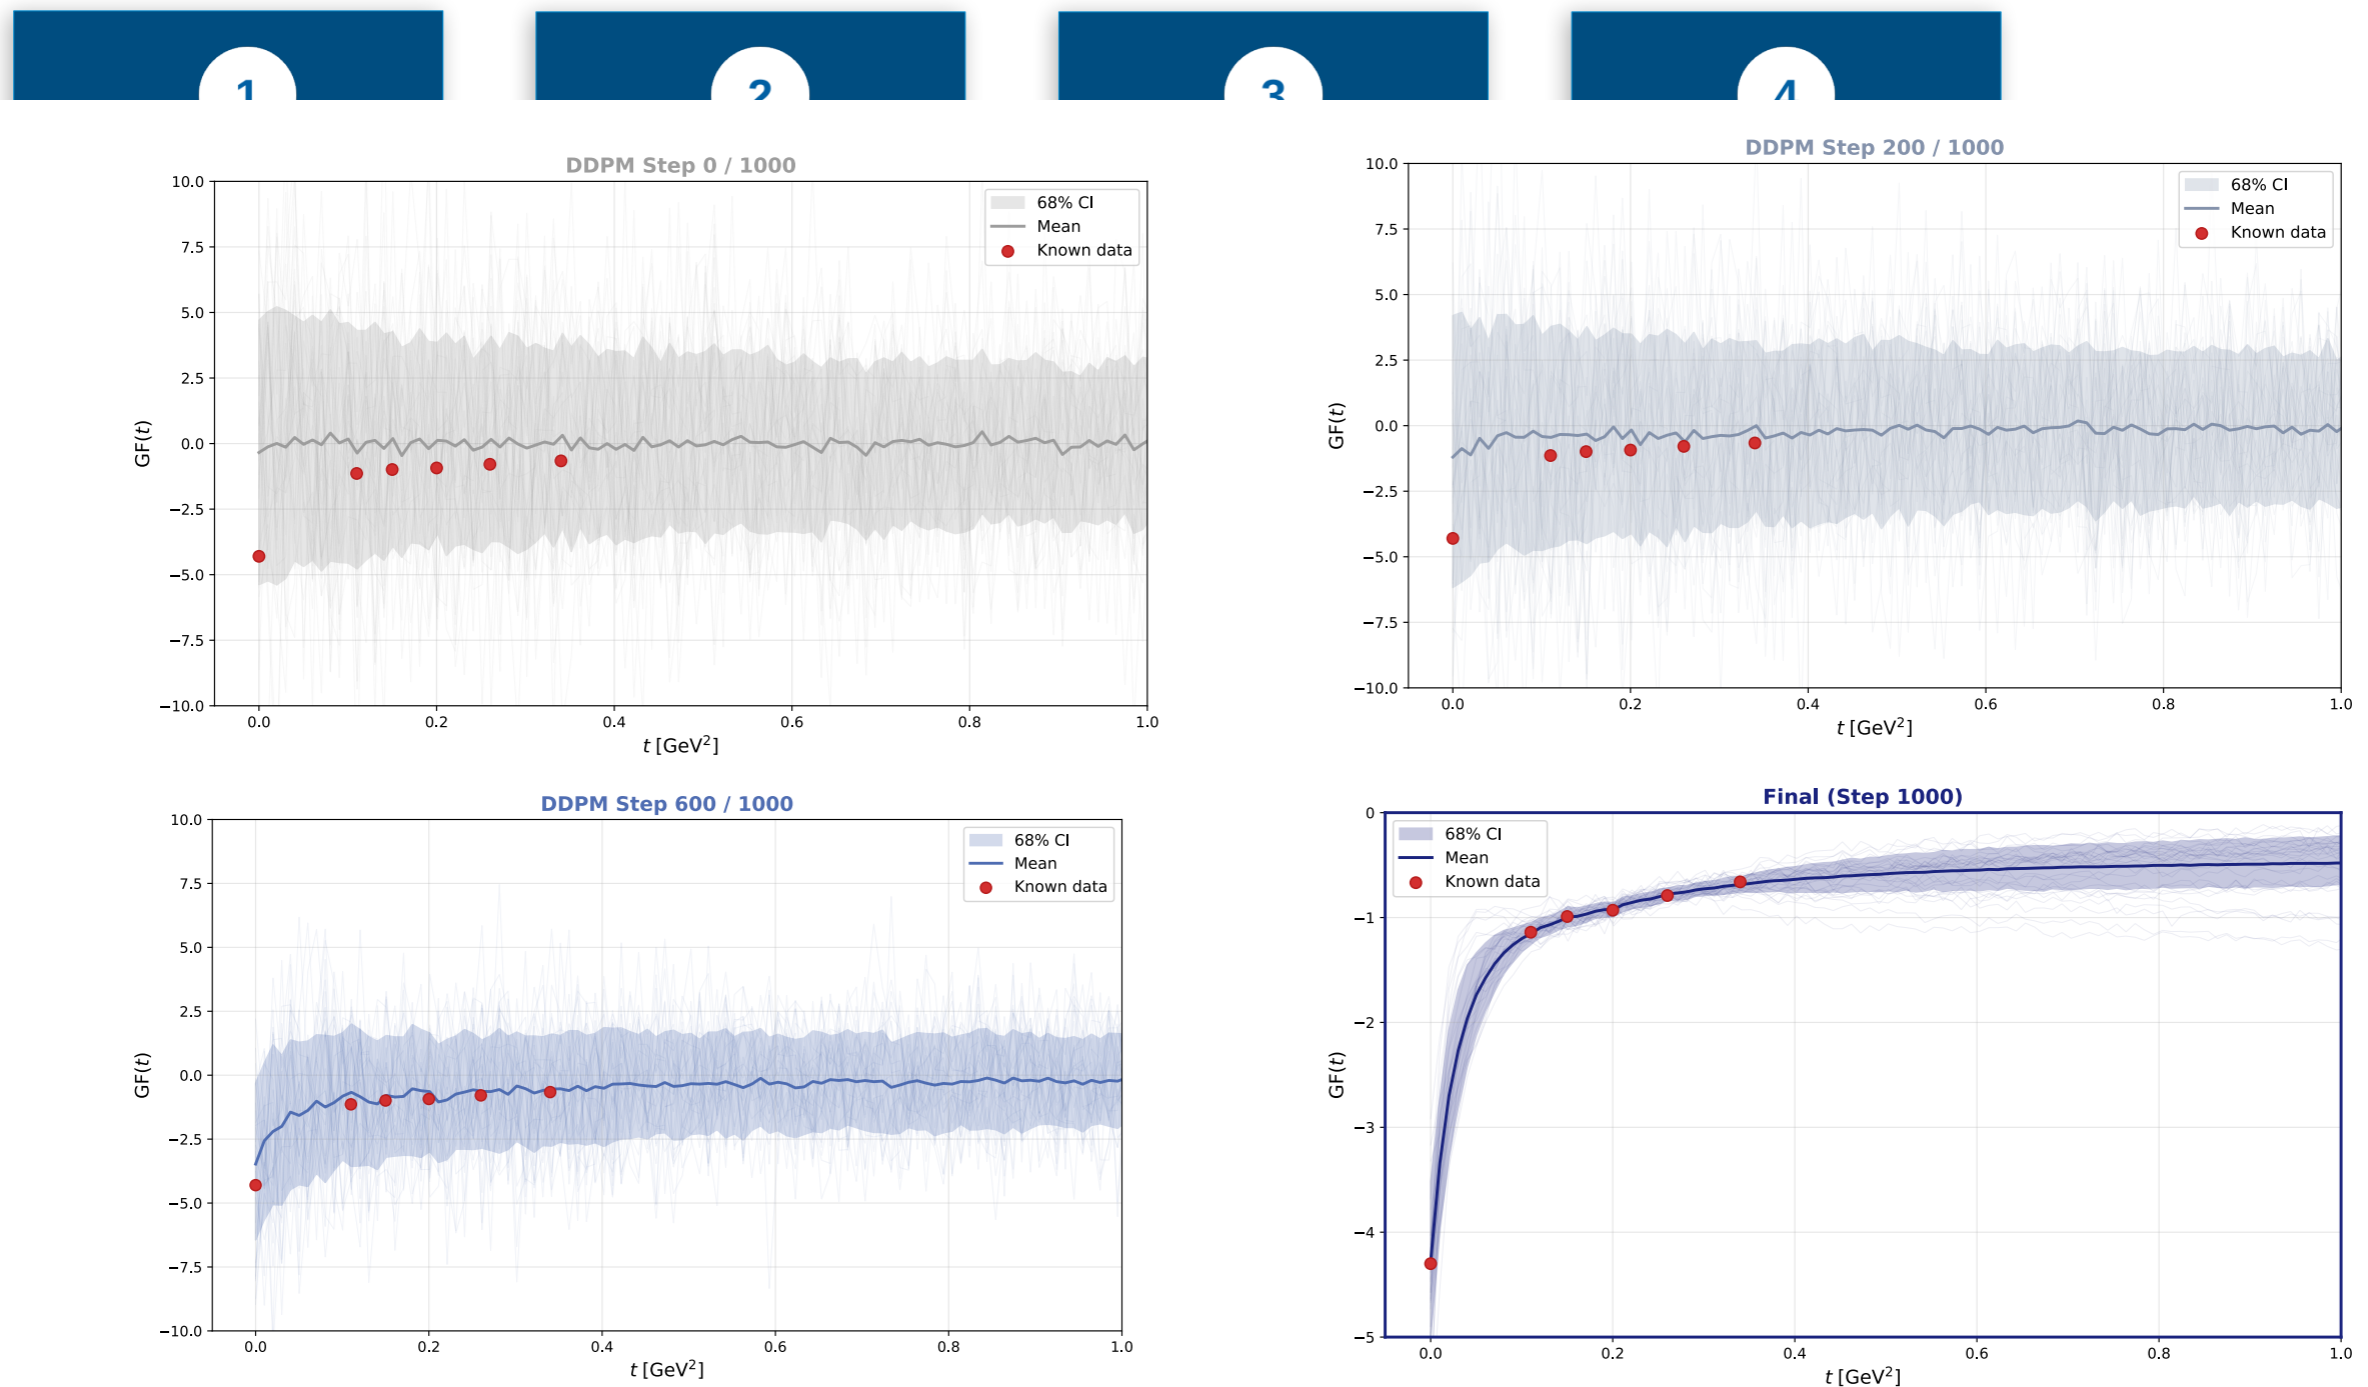 1
2
3
4
DDPM Step 0 / 1000
10.0
7.5
5.0
2.5
0.0
−2.5
−5.0
−7.5
−10.0
GF(t)
68% CI
Mean
Known data
0.0 0.2 0.4 0.6 0.8 1.0
t [GeV²]
DDPM Step 200 / 1000
10.0
7.5
5.0
2.5
0.0
−2.5
−5.0
−7.5
−10.0
GF(t)
68% CI
Mean
Known data
0.0 0.2 0.4 0.6 0.8 1.0
t [GeV²]
DDPM Step 600 / 1000
10.0
7.5
5.0
2.5
0.0
−2.5
−5.0
−7.5
−10.0
GF(t)
68% CI
Mean
Known data
0.0 0.2 0.4 0.6 0.8 1.0
t [GeV²]
Final (Step 1000)
0
−1
−2
−3
−4
−5
GF(t)
68% CI
Mean
Known data
0.0 0.2 0.4 0.6 0.8 1.0
t [GeV²]